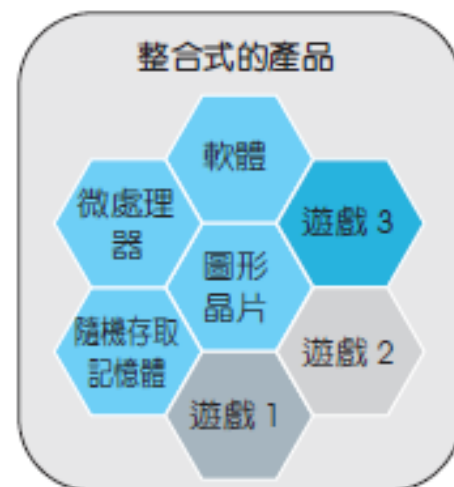 整合式的產品
軟體
微處理
器
遊戲 3
圖形
晶片
隨機存取
記憶體
遊戲 2
遊戲 1